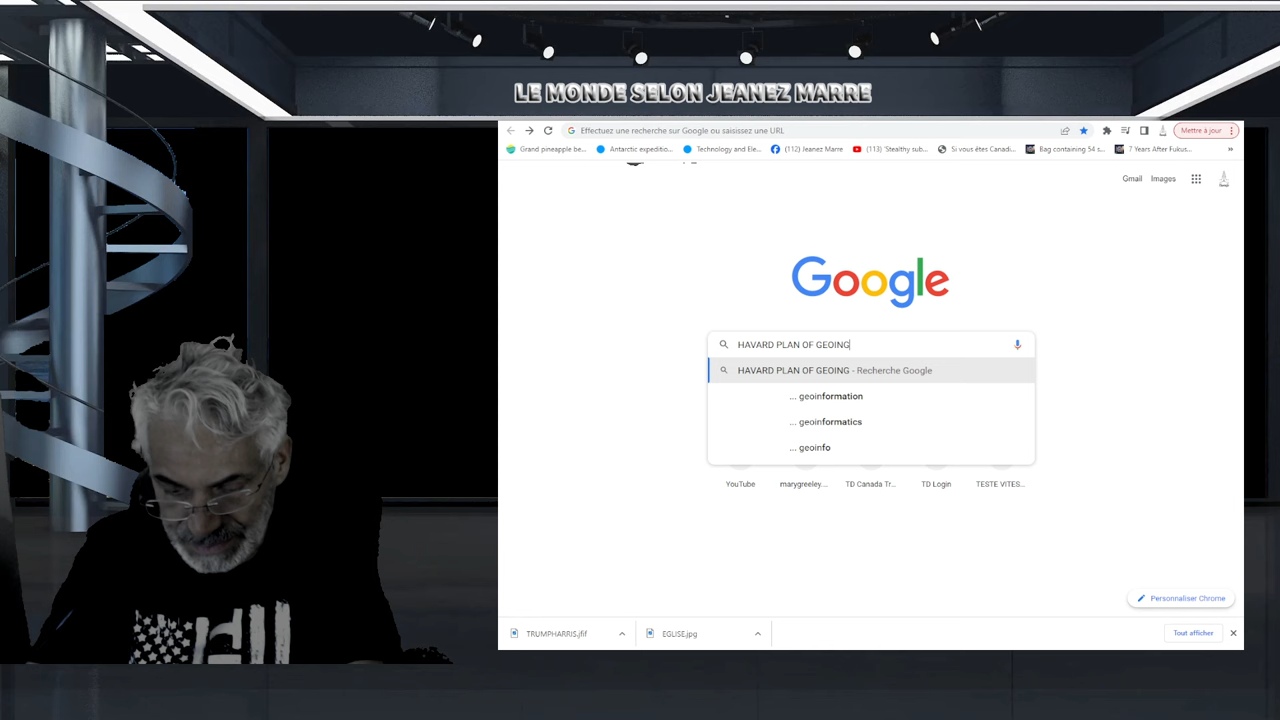 LE MONDE SELON JEANEZ MARRE
Effectuez une recherche sur Google ou saisissez une URL
Mettre à jour
Grand pineapple be...
Antarctic expeditio...
Technology and Ele...
(112) Jeanez Marre
(113) 'Stealthy sub...
Si vous êtes Canadi...
Bag containing 54 s...
7 Years After Fukus...
»
Gmail
Images
Google
HAVARD PLAN OF GEOING
HAVARD PLAN OF GEOING - Recherche Google
... geoinformation
... geoinformatics
... geoinfo
YouTube
marygreeley....
TD Canada Tr...
TD Login
TESTE VITES...
Personnaliser Chrome
TRUMPHARRIS.jfif
EGLISE.jpg
Tout afficher